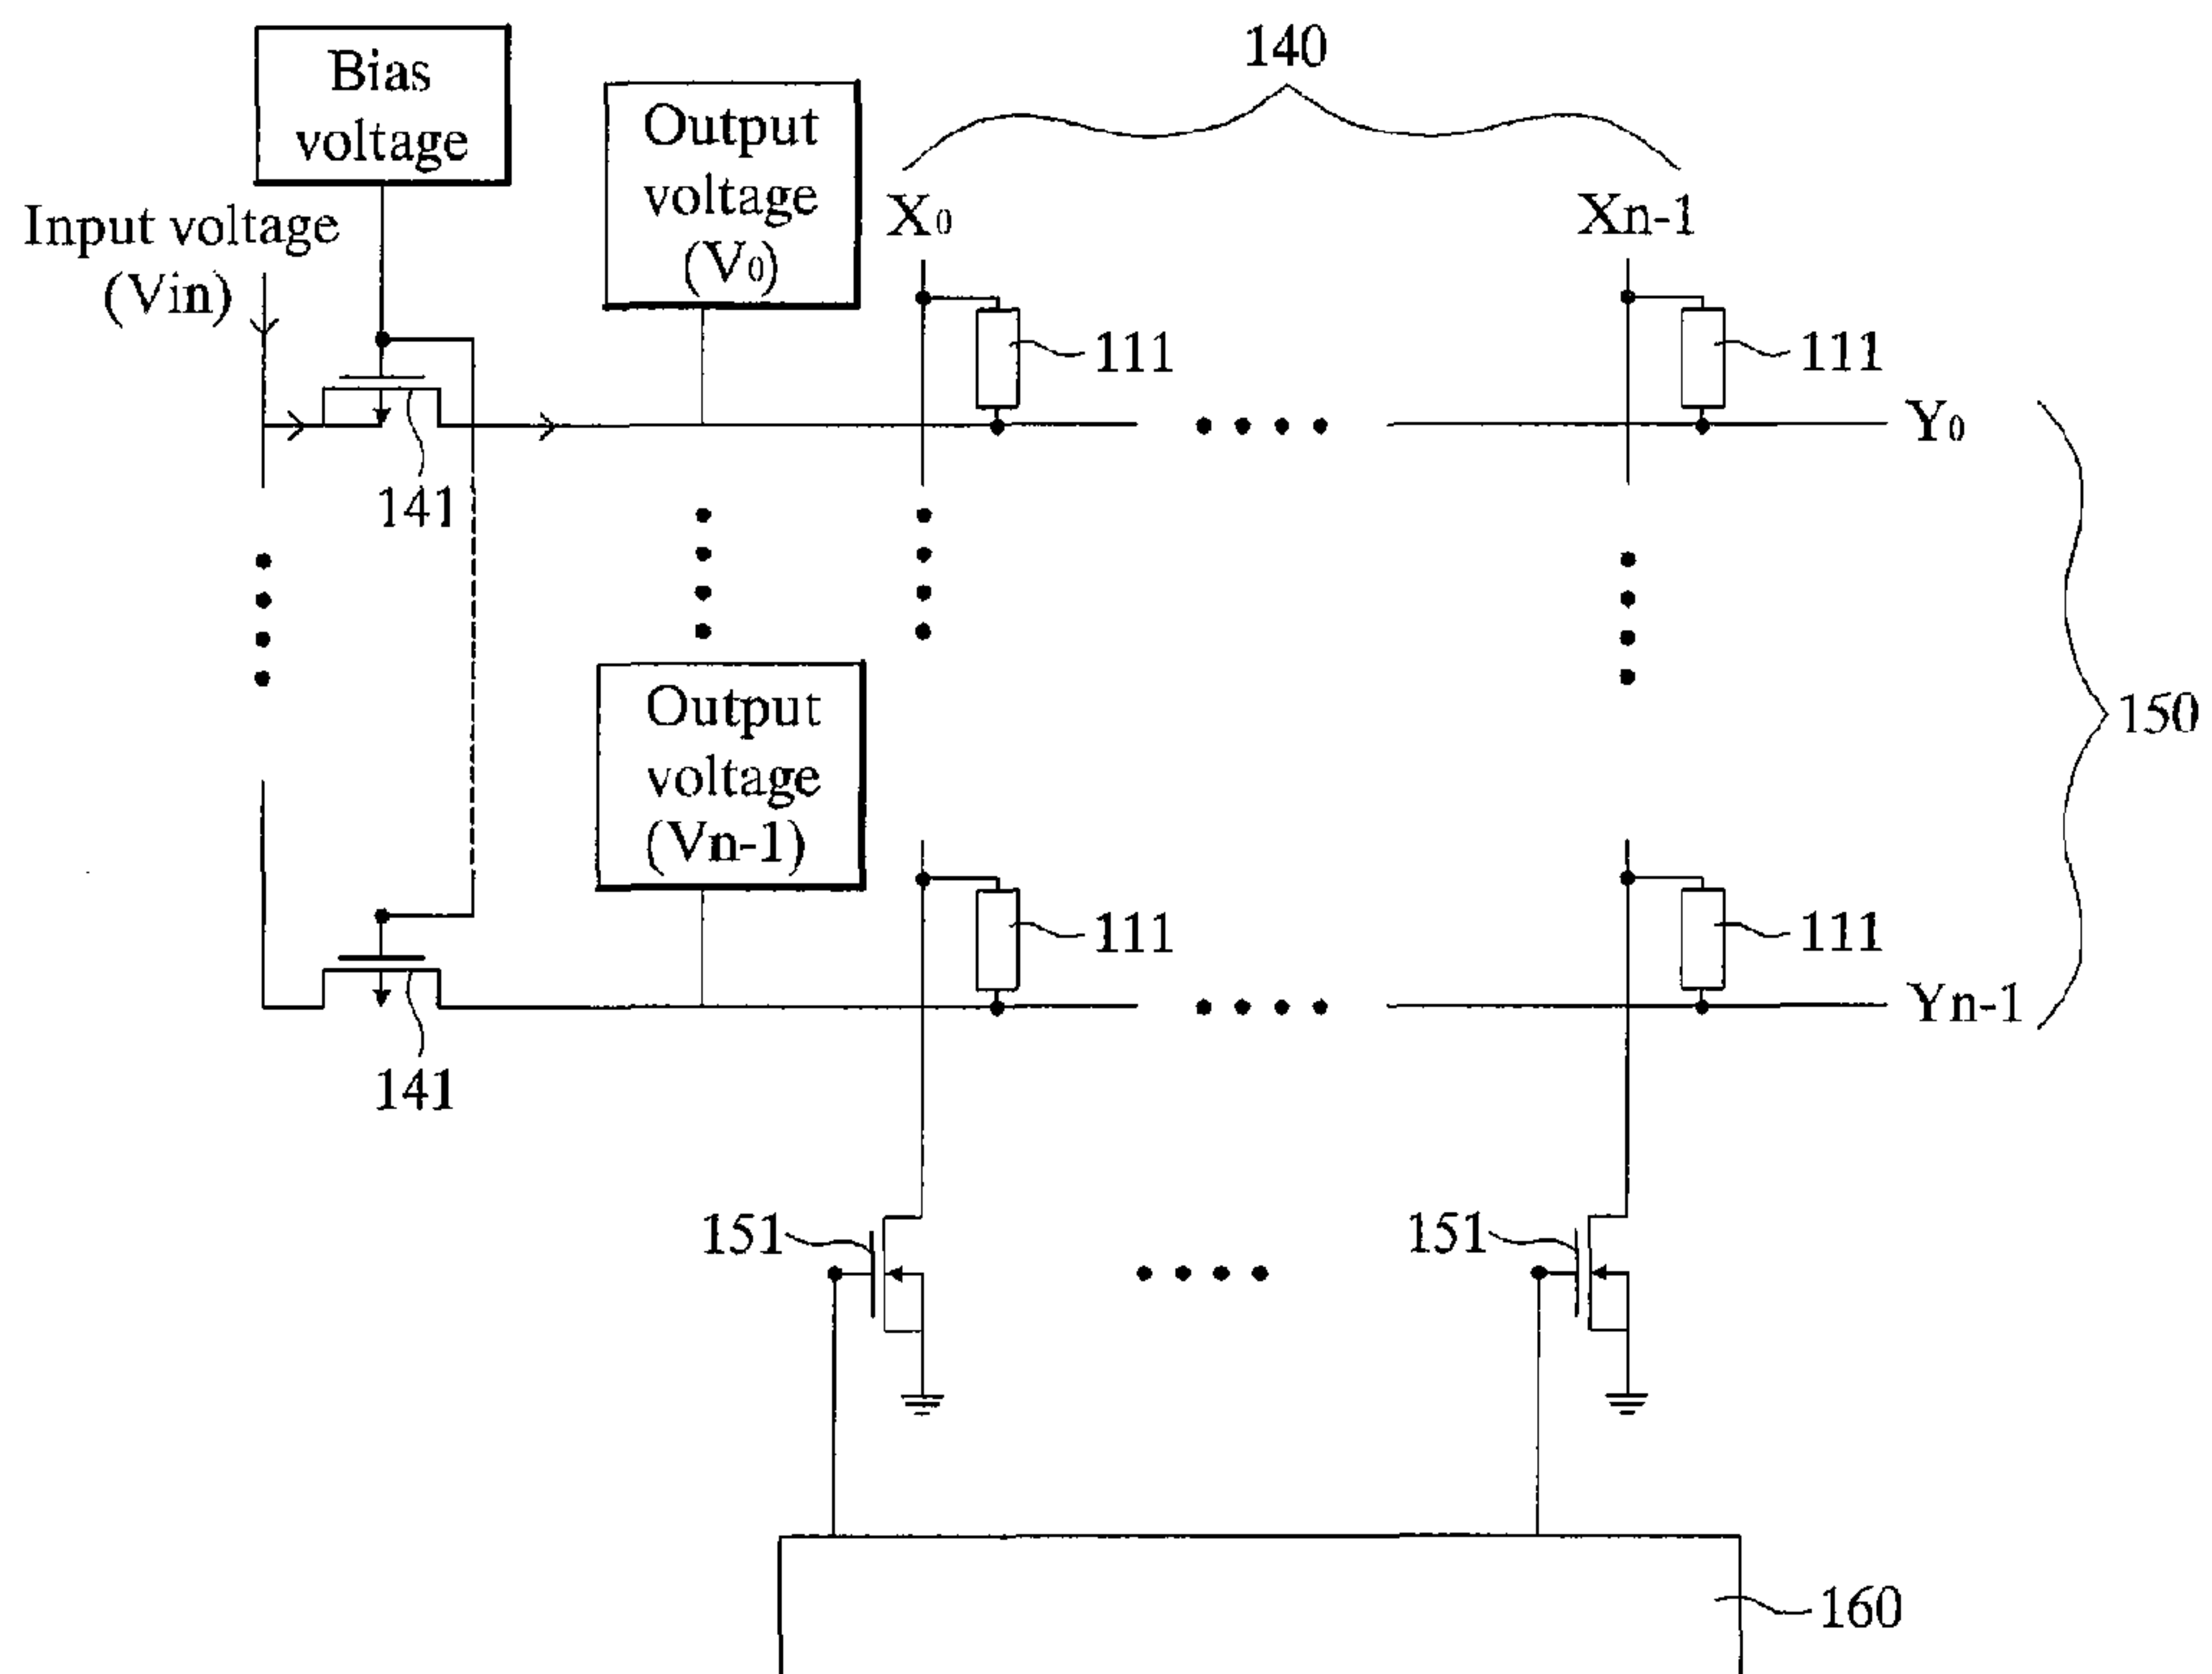 140
Bias
voltage
Output
voltage
(V0)
X0
Xn-1
Input voltage
(Vin)
111
111
Y0
141
Output
voltage
(Vn-1)
150
111
111
Yn-1
141
151
151
160